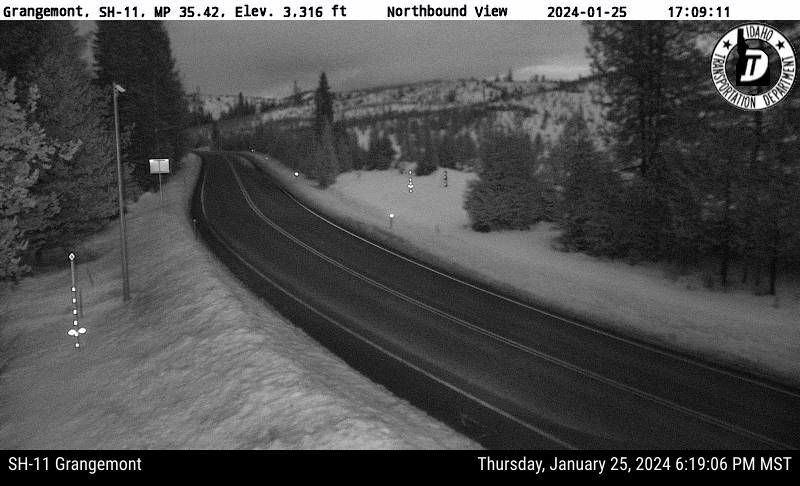 Grangemont, SH-11, MP 35.42, Elev. 3,316 ft Northbound View 2024-01-25 17:09:11
IDAHO
TRANSPORTATION DEPARTMENT
SH-11 Grangemont Thursday, January 25, 2024 6:19:06 PM MST